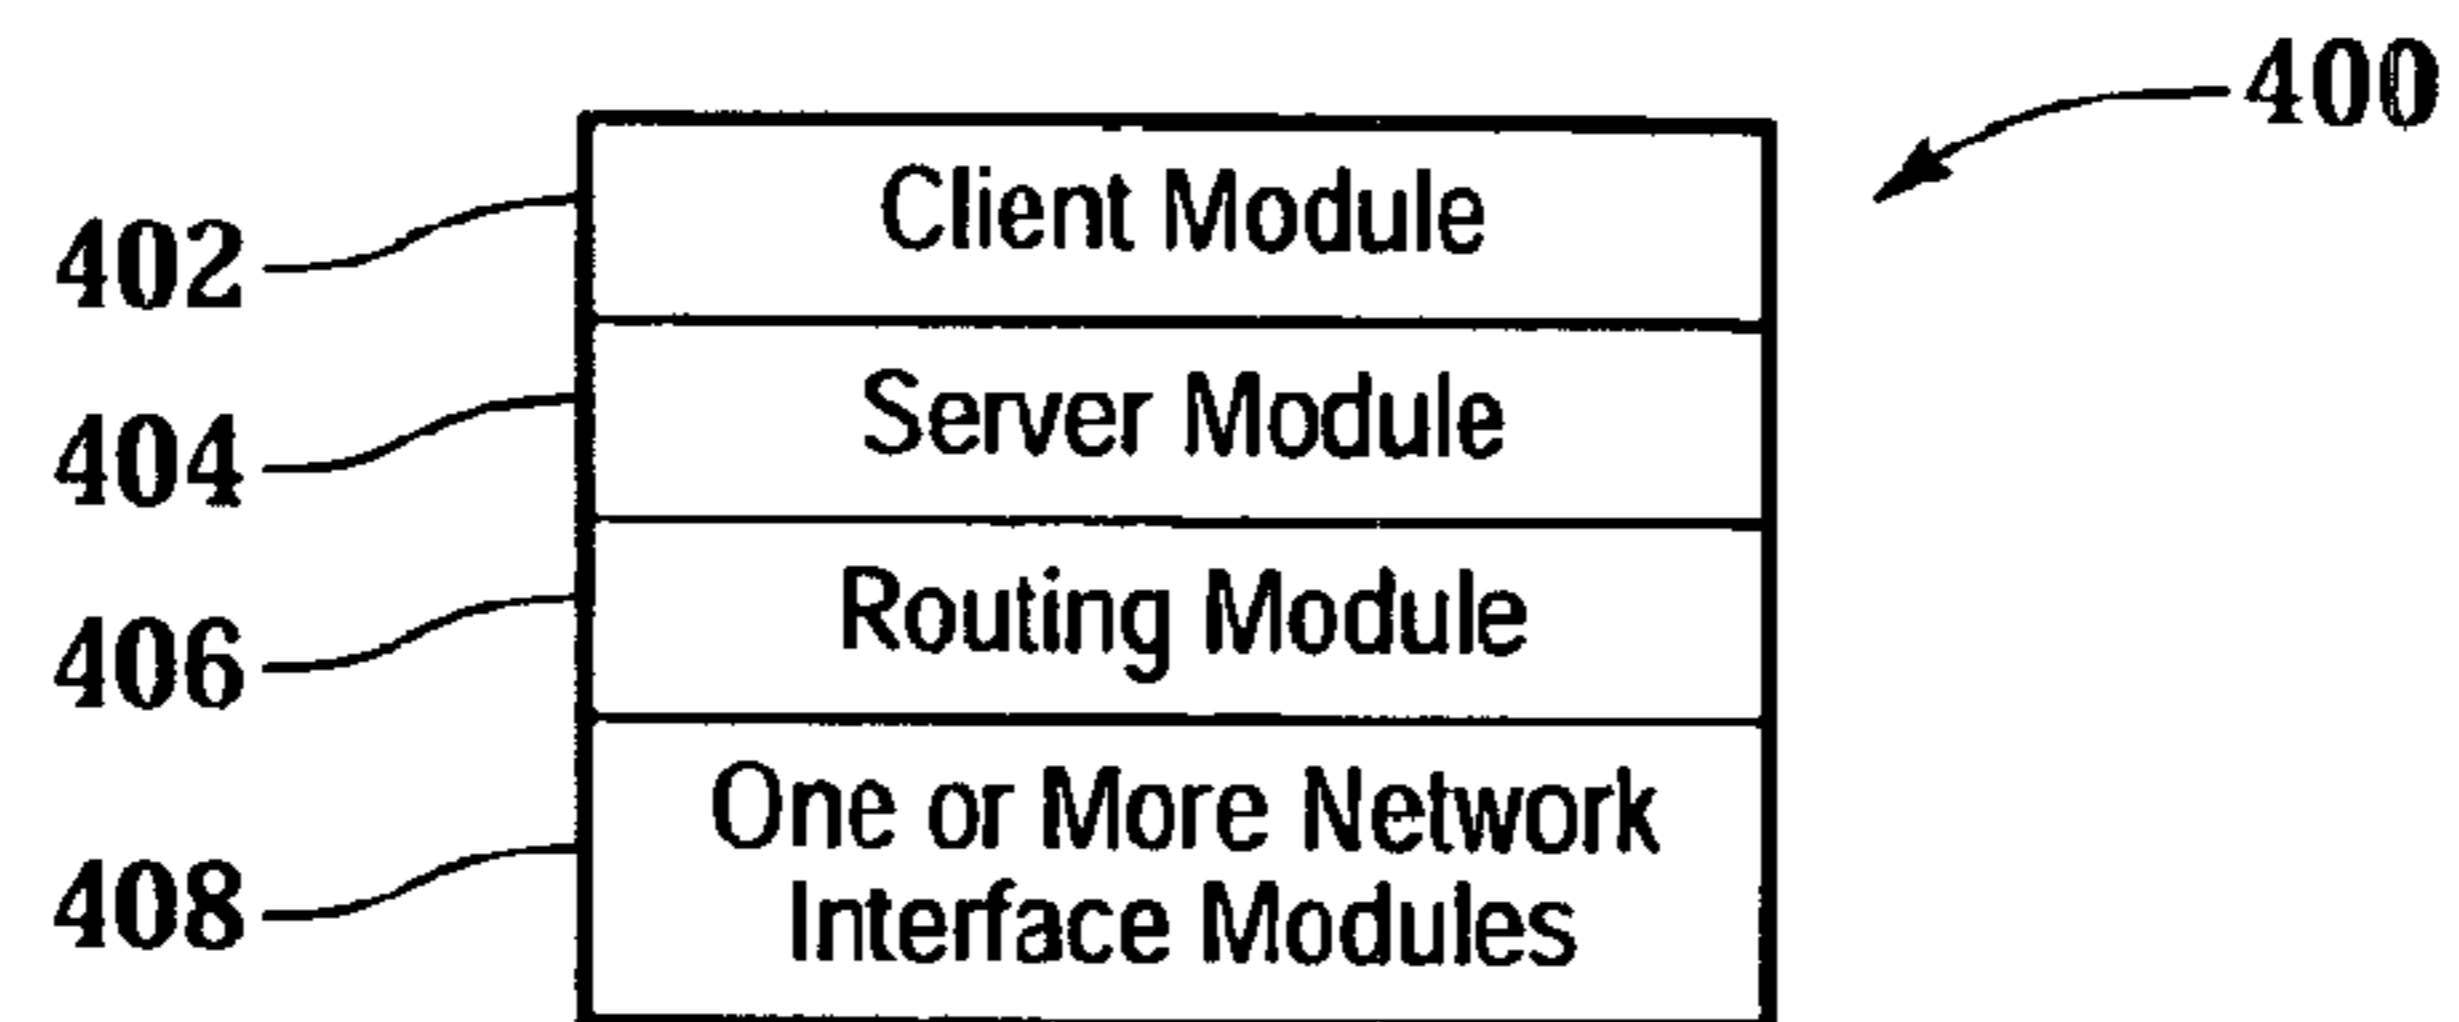 400
Client Module
402
Server Module
404
Routing Module
406
One or More Network
Interface Modules
408